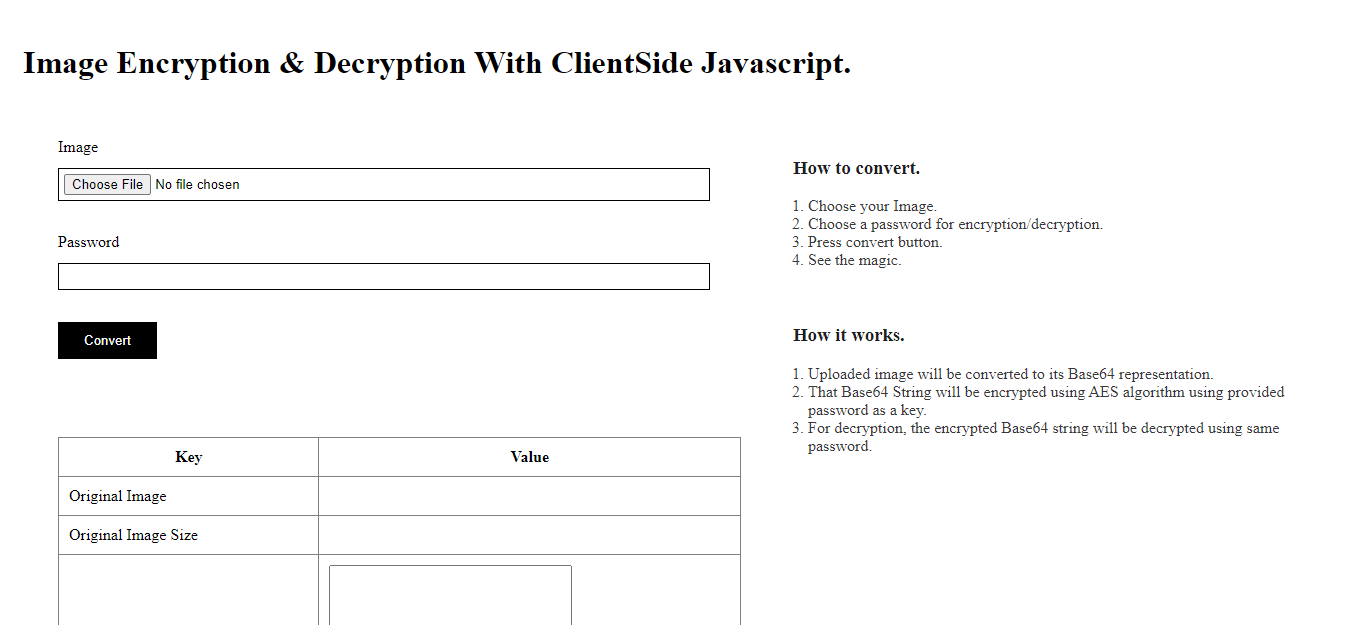 Image Encryption & Decryption With ClientSide Javascript.
Image
Choose File No file chosen
Password
Convert
How to convert.
1. Choose your Image.
2. Choose a password for encryption/decryption.
3. Press convert button.
4. See the magic.
How it works.
1. Uploaded image will be converted to its Base64 representation.
2. That Base64 String will be encrypted using AES algorithm using provided
password as a key.
3. For decryption, the encrypted Base64 string will be decrypted using same
password.
Key Value
Original Image
Original Image Size